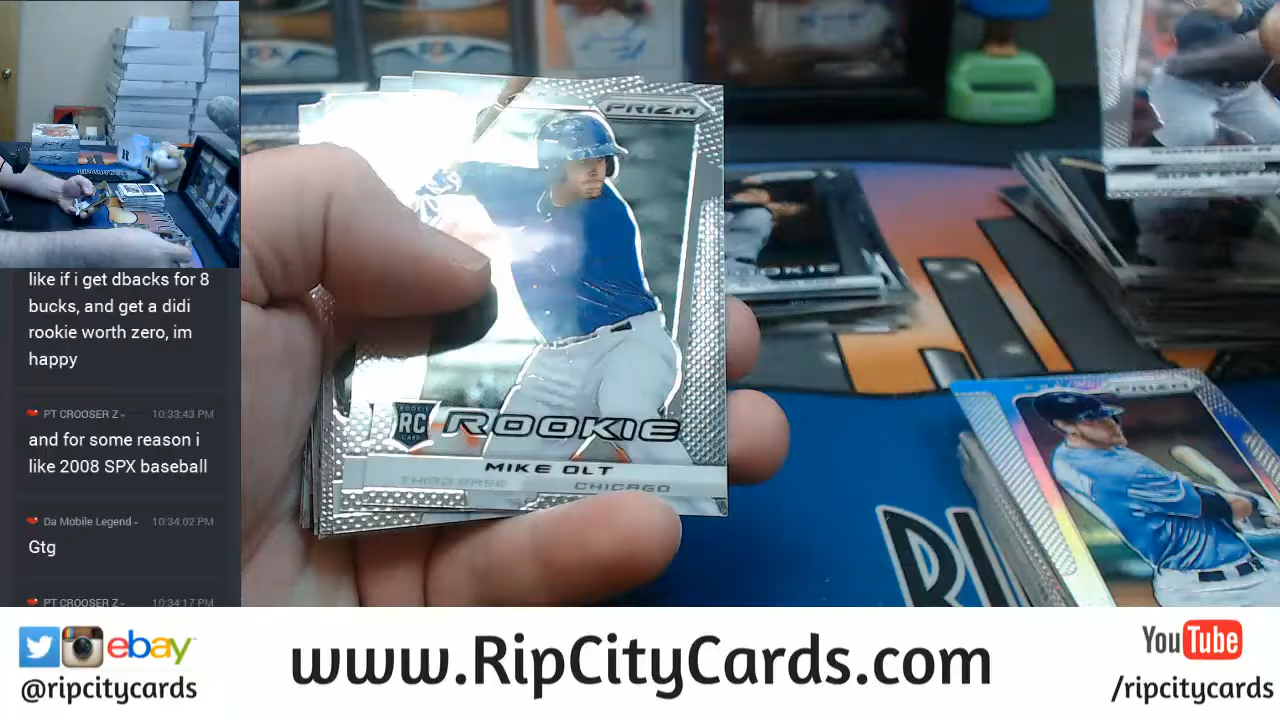 like if i get dbacks for 8
bucks, and get a didi
rookie worth zero, im
happy
PT CROOSER Z 10:33:43 PM
and for some reason i
like 2008 SPX baseball
Da Mobile Legend 10:34:02 PM
Gtg
PT CROOSER Z 10:34:17 PM
PRIZM
ROOKIE
RC
CARD
ROOKIE
MIKE OLT
THIRD BASE CHICAGO
ROOKIE
PRIZM
ebay
@ripcitycards
www.RipCityCards.com
YouTube
/ripcitycards